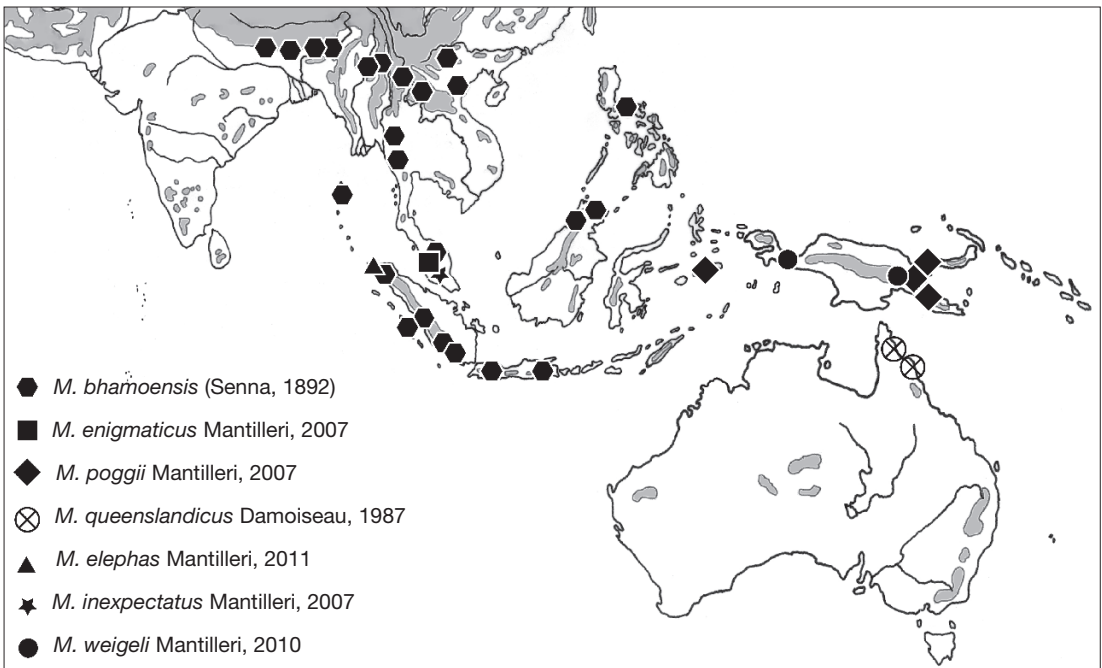 M. bhamoensis (Senna, 1892)
M. enigmaticus Mantilleri, 2007
M. poggii Mantilleri, 2007
M. queenslandicus Damoiseau, 1987
M. elephas Mantilleri, 2011
M. inexpectatus Mantilleri, 2007
M. weigeli Mantilleri, 2010